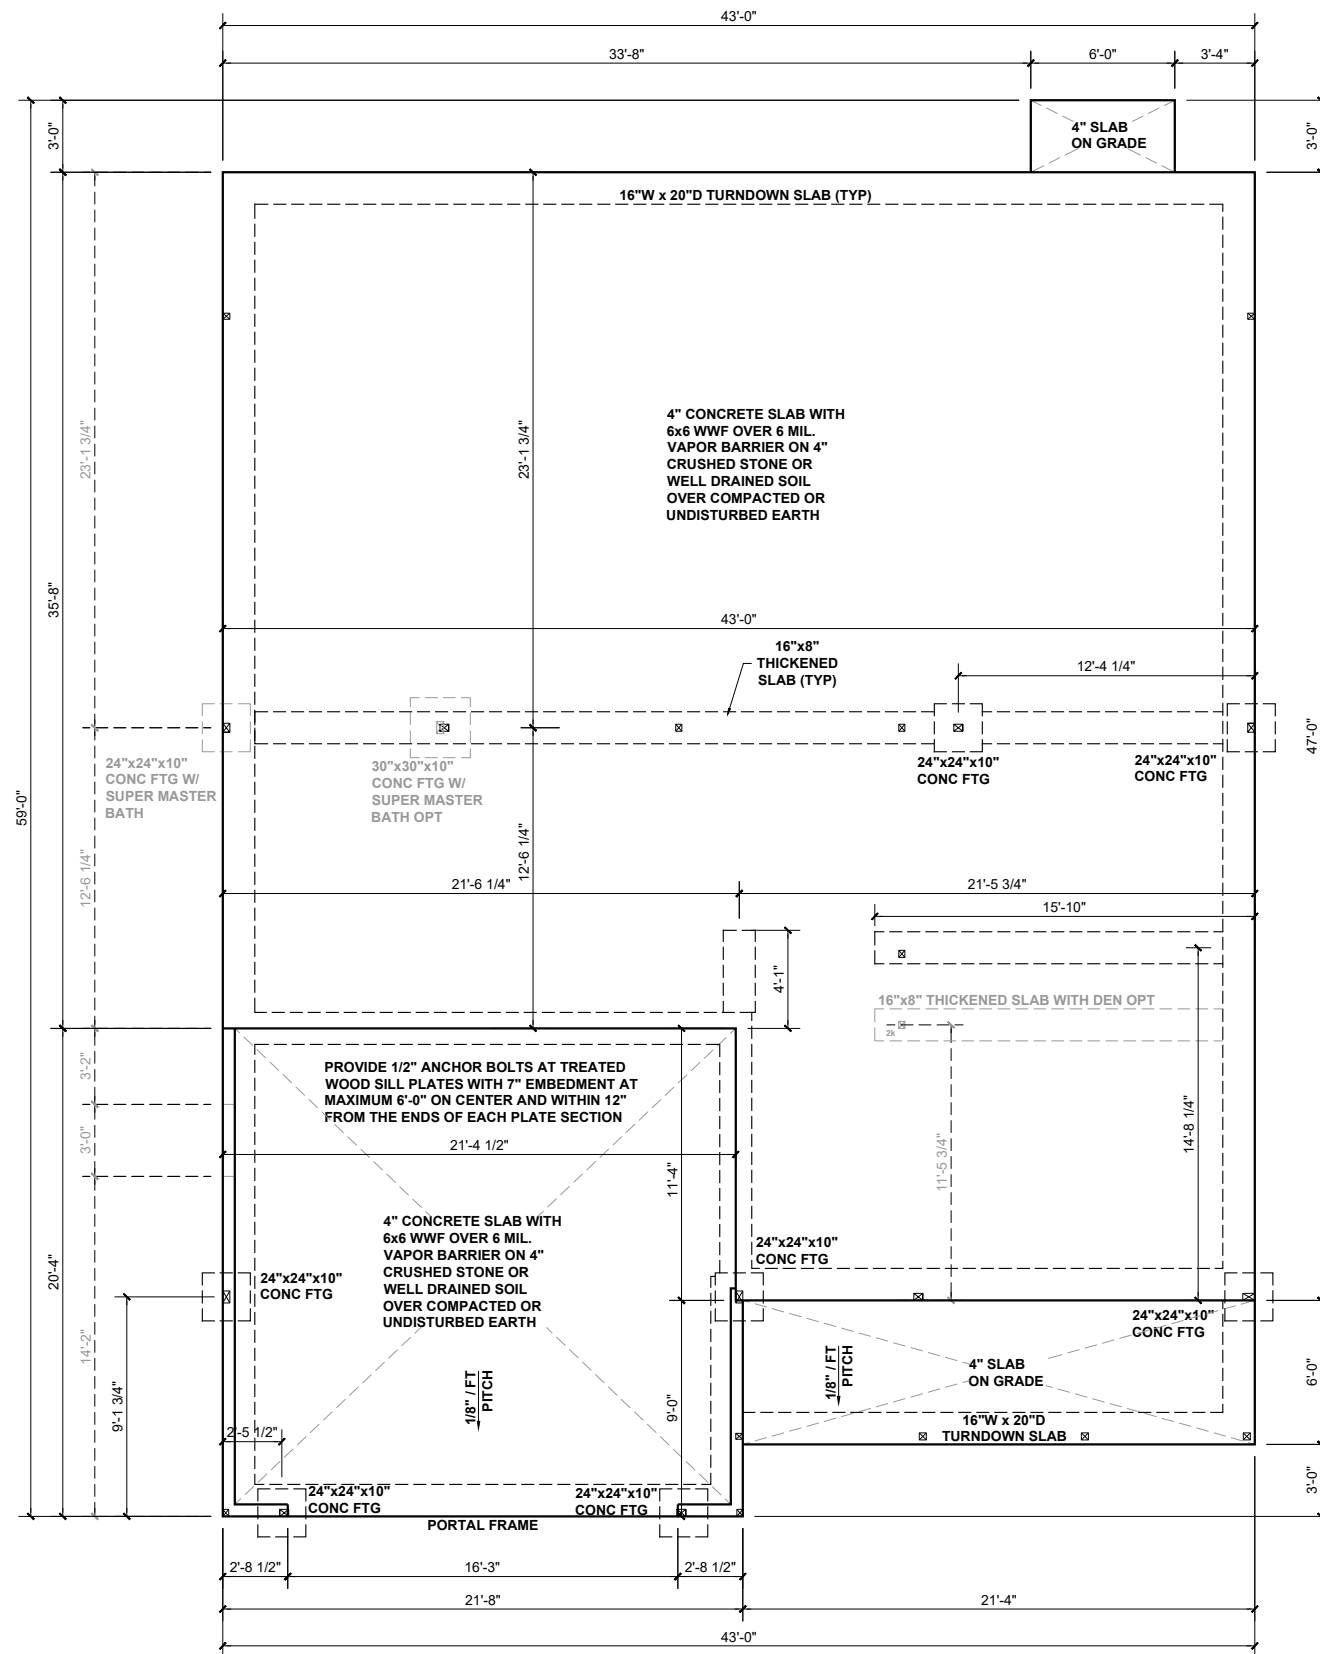 43'-0"
33'-8"
6'-0"
3'-4"
3'-0"
4" SLAB
ON GRADE
3'-0"
16"W x 20"D TURNDOWN SLAB (TYP)
23'-1 3/4"
23'-1 3/4"
4" CONCRETE SLAB WITH
6x6 WWF OVER 6 MIL.
VAPOR BARRIER ON 4"
CRUSHED STONE OR
WELL DRAINED SOIL
OVER COMPACTED OR
UNDISTURBED EARTH
35'-8"
43'-0"
16"x8"
THICKENED
SLAB (TYP)
12'-4 1/4"
47'-0"
24"x24"x10"
CONC FTG W/
SUPER MASTER
BATH
30"x30"x10"
CONC FTG W/
SUPER MASTER
BATH OPT
24"x24"x10"
CONC FTG
24"x24"x10"
CONC FTG
59'-0"
12'-6 1/4"
12'-6 1/4"
21'-6 1/4"
21'-5 3/4"
15'-10"
4'-1"
16"x8" THICKENED SLAB WITH DEN OPT
2k
3'-2"
PROVIDE 1/2" ANCHOR BOLTS AT TREATED
WOOD SILL PLATES WITH 7" EMBEDMENT AT
MAXIMUM 6'-0" ON CENTER AND WITHIN 12"
FROM THE ENDS OF EACH PLATE SECTION
3'-0"
21'-4 1/2"
11'-4"
11'-5 3/4"
14'-8 1/4"
4" CONCRETE SLAB WITH
6x6 WWF OVER 6 MIL.
VAPOR BARRIER ON 4"
CRUSHED STONE OR
WELL DRAINED SOIL
OVER COMPACTED OR
UNDISTURBED EARTH
24"x24"x10"
CONC FTG
20'-4"
24"x24"x10"
CONC FTG
24"x24"x10"
CONC FTG
14'-2"
9'-1 3/4"
1/8" / FT
PITCH
9'-0"
1/8" / FT
PITCH
4" SLAB
ON GRADE
6'-0"
16"W x 20"D
TURNDOWN SLAB
2'-5 1/2"
3'-0"
24"x24"x10"
CONC FTG
24"x24"x10"
CONC FTG
PORTAL FRAME
2'-8 1/2"
16'-3"
2'-8 1/2"
21'-8"
21'-4"
43'-0"